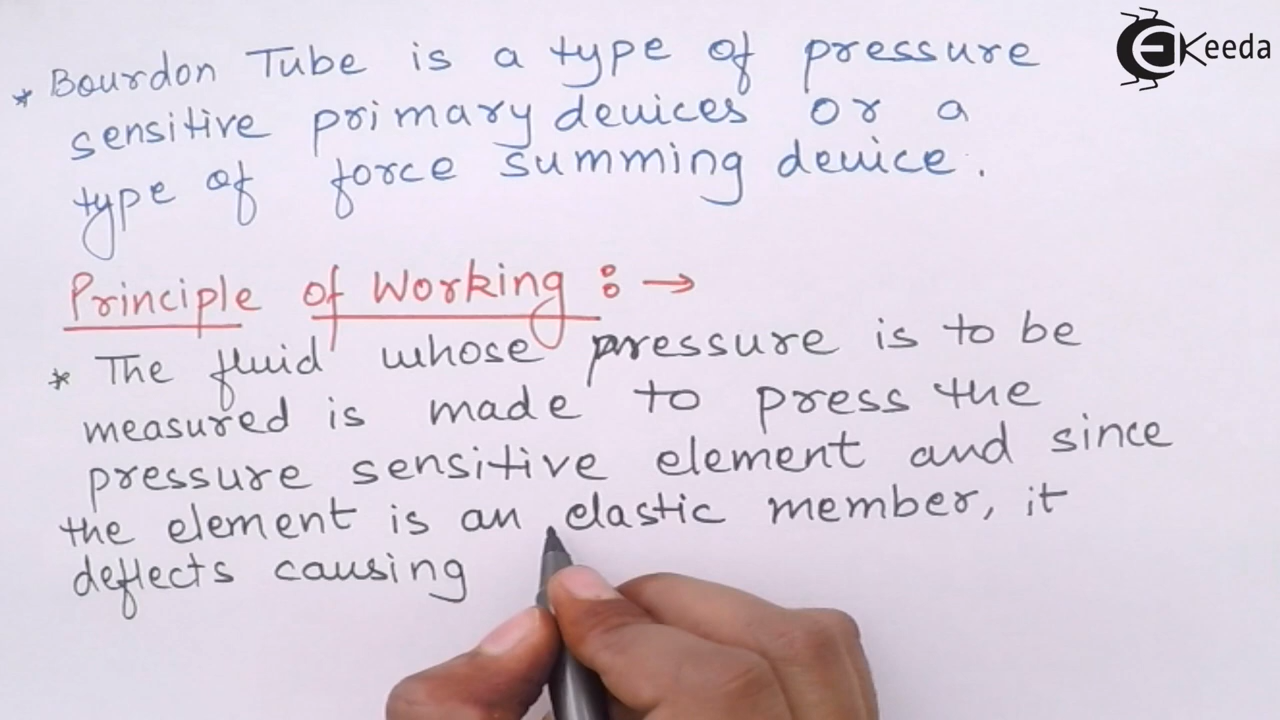 * Bourdon Tube is a type of pressure
sensitive primary devices or a
type of force summing device.
Principle of Working :→
* The fluid whose pressure is to be
measured is made to press the
pressure sensitive element and since
the element is an elastic member, it
deflects causing
EKeeda